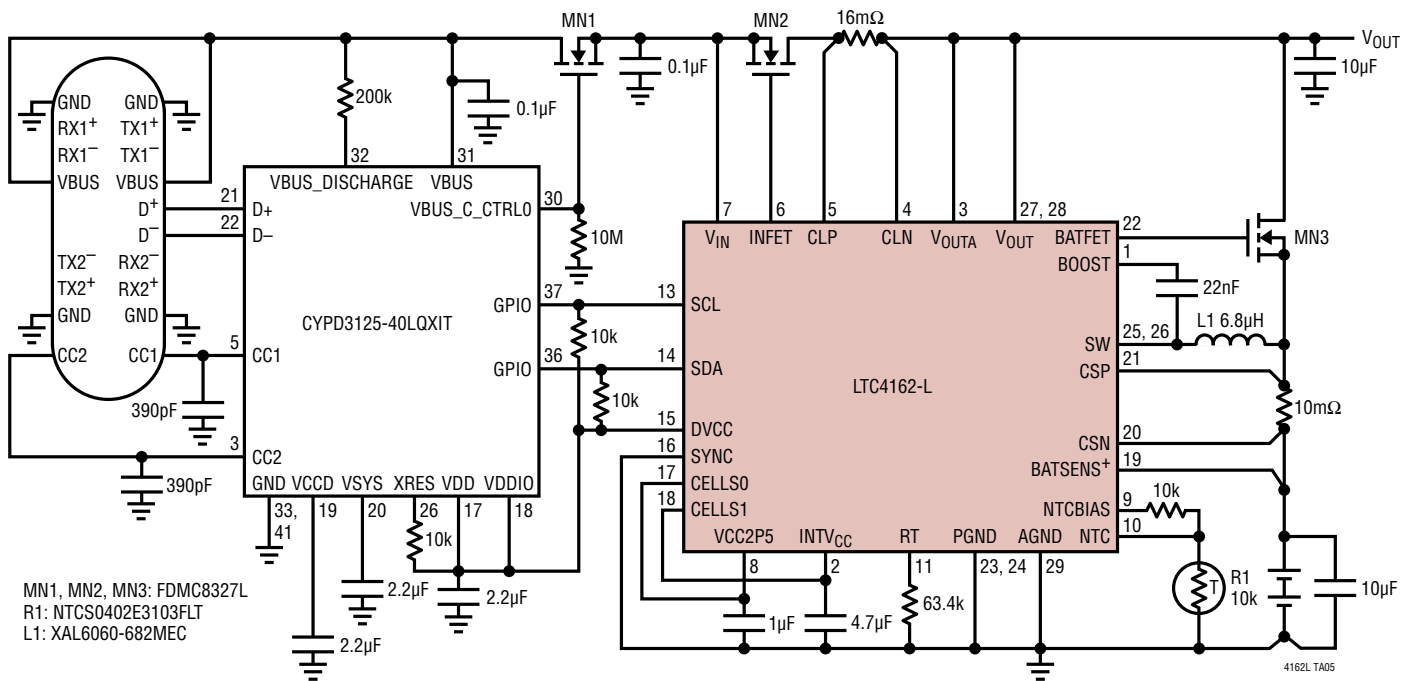 MN1
MN2
16mΩ
VOUT
0.1µF
10µF
200k
0.1µF
GND GND
RX1+ TX1+
RX1– TX1–
VBUS VBUS
D+
D–
TX2– RX2–
TX2+ RX2+
GND GND
CC2 CC1
390pF
390pF
32 31
VBUS_DISCHARGE VBUS
VBUS_C_CTRL0 30
21 D+
22 D–
10M
GPIO 37
10k
GPIO 36
10k
CYPD3125-40LQXIT
5 CC1
3 CC2
GND VCCD VSYS XRES VDD VDDIO
33, 41 19 20 26 17 18
10k
2.2µF
2.2µF
2.2µF
7 6 5 4 3 27, 28
VIN INFET CLP CLN VOUTA VOUT
BATFET 22
MN3
BOOST 1
22nF
L1 6.8µH
SW 25, 26
CSP 21
10mΩ
CSN 20
BATSENS+ 19
NTCBIAS 9
10k
NTC 10
13 SCL
14 SDA
15 DVCC
16 SYNC
17 CELLS0
18 CELLS1
LTC4162-L
VCC2P5 INTVCC RT PGND AGND
8 2 11 23, 24 29
1µF
4.7µF
63.4k
T
R1
10k
10µF
MN1, MN2, MN3: FDMC8327L
R1: NTCS0402E3103FLT
L1: XAL6060-682MEC
4162L TA05